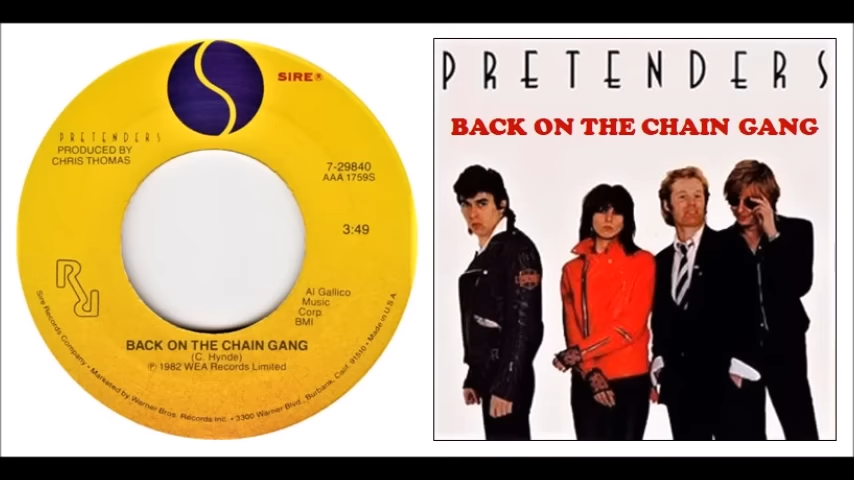 SIRE®
PRETENDERS
PRODUCED BY
CHRIS THOMAS
7-29840
AAA 1759S
3:49
Al Gallico
Music
Corp.
BMI
BACK ON THE CHAIN GANG
(C. Hynde)
℗ 1982 WEA Records Limited
Sire Records Company • Marketed by Warner Bros. Records Inc. • 3300 Warner Blvd., Burbank, Calif. 91510 • Made in U.S.A.
PRETENDERS
BACK ON THE CHAIN GANG